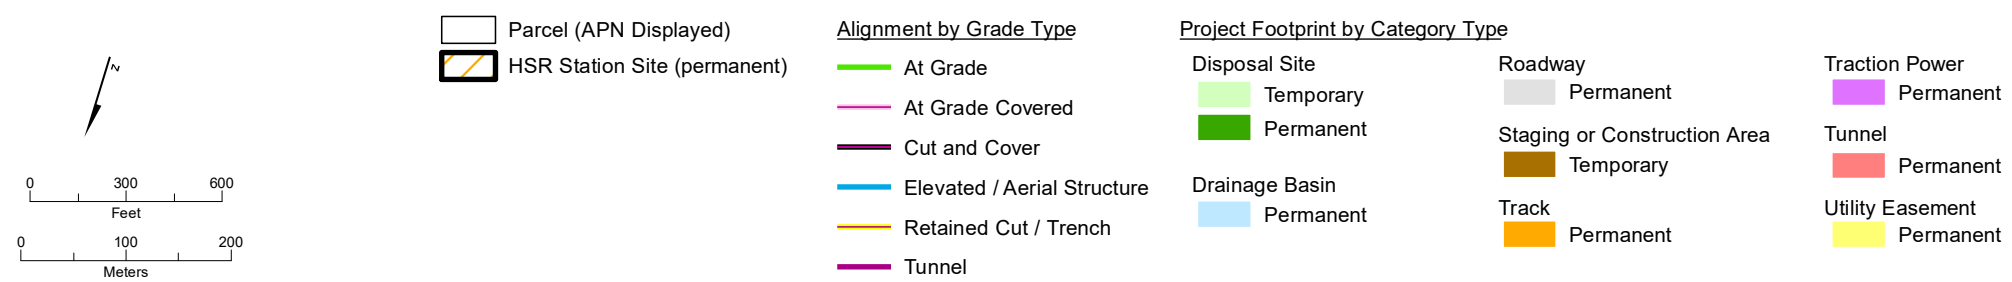 N
0 300 600
Feet
0 100 200
Meters
Parcel (APN Displayed)
HSR Station Site (permanent)
Alignment by Grade Type
At Grade
At Grade Covered
Cut and Cover
Elevated / Aerial Structure
Retained Cut / Trench
Tunnel
Project Footprint by Category Type
Disposal Site
Temporary
Permanent
Drainage Basin
Permanent
Roadway
Permanent
Staging or Construction Area
Temporary
Track
Permanent
Traction Power
Permanent
Tunnel
Permanent
Utility Easement
Permanent